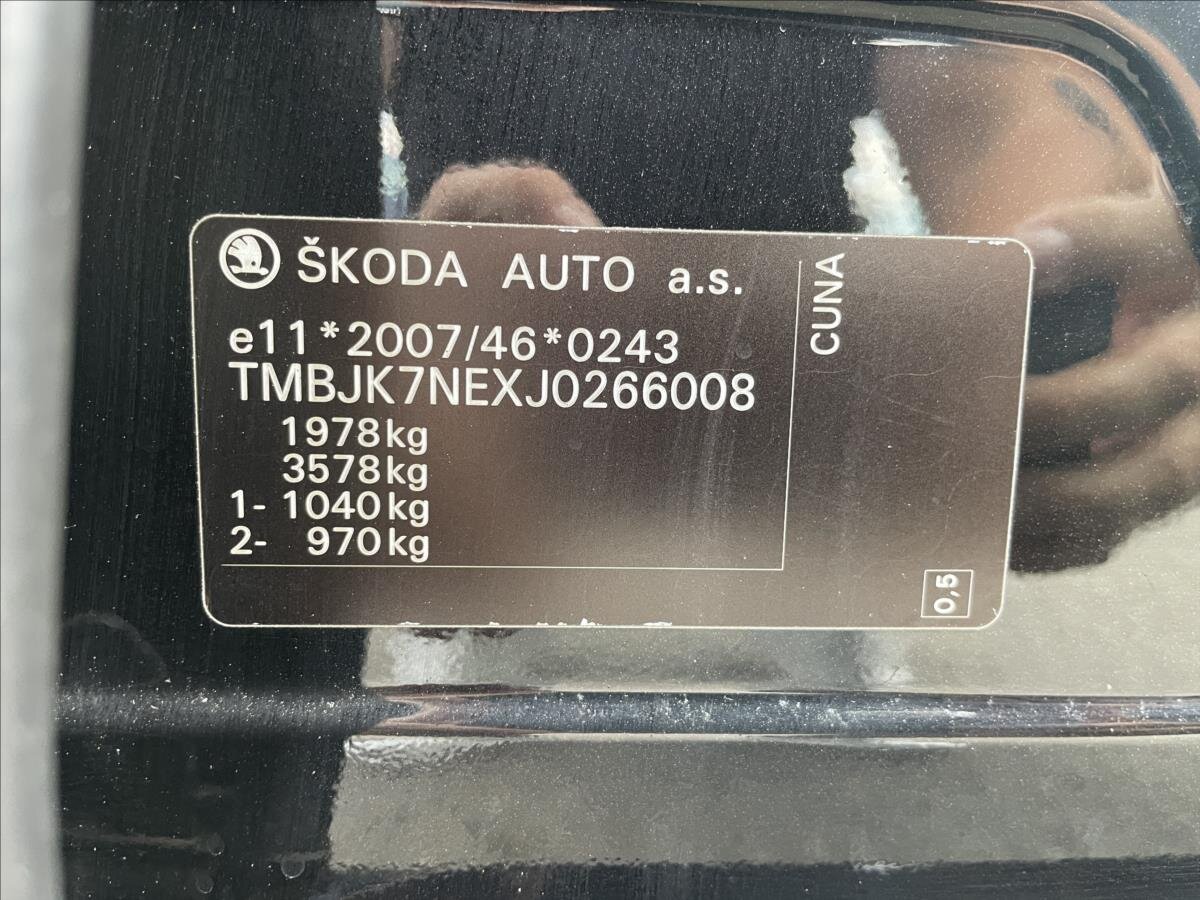 ŠKODA AUTO a.s.
e11*2007/46*0243
TMBJK7NEXJ0266008
1978kg
3578kg
1- 1040kg
2- 970kg
CUNA
0,5